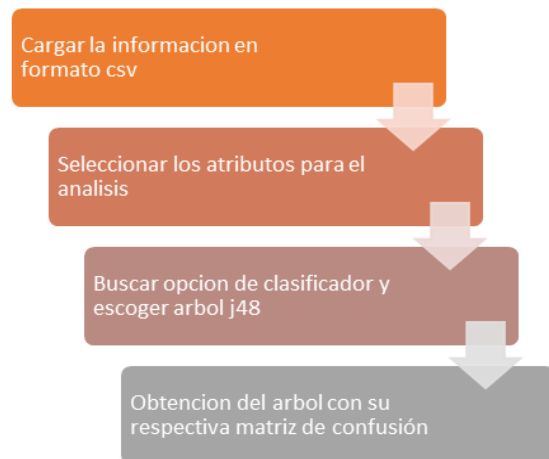 Cargar la informacion en
formato csv
Seleccionar los atributos para el
analisis
Buscar opcion de clasificador y
escoger arbol j48
Obtencion del arbol con su
respectiva matriz de confusión